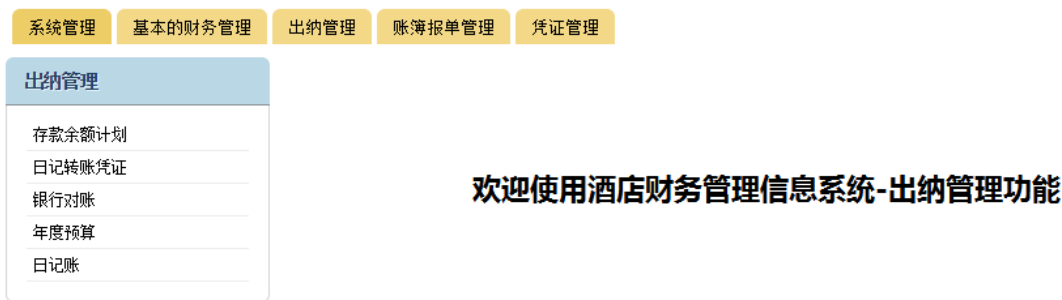 系统管理 基本的财务管理 出纳管理 账簿报单管理 凭证管理
出纳管理
存款余额计划
日记转账凭证
银行对账
年度预算
日记账
欢迎使用酒店财务管理信息系统-出纳管理功能